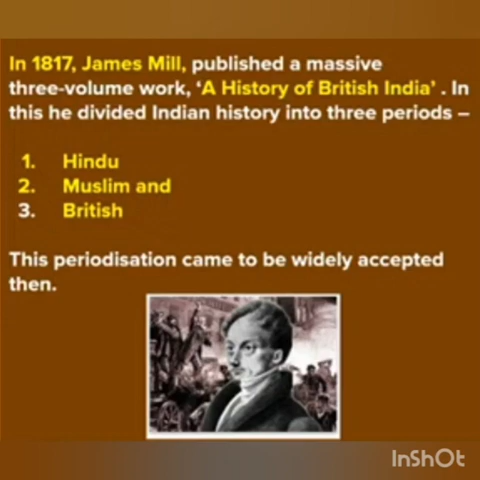 In 1817, James Mill, published a massive
three-volume work, ‘A History of British India’ . In
this he divided Indian history into three periods –
1. Hindu
2. Muslim and
3. British
This periodisation came to be widely accepted
then.
InShOt